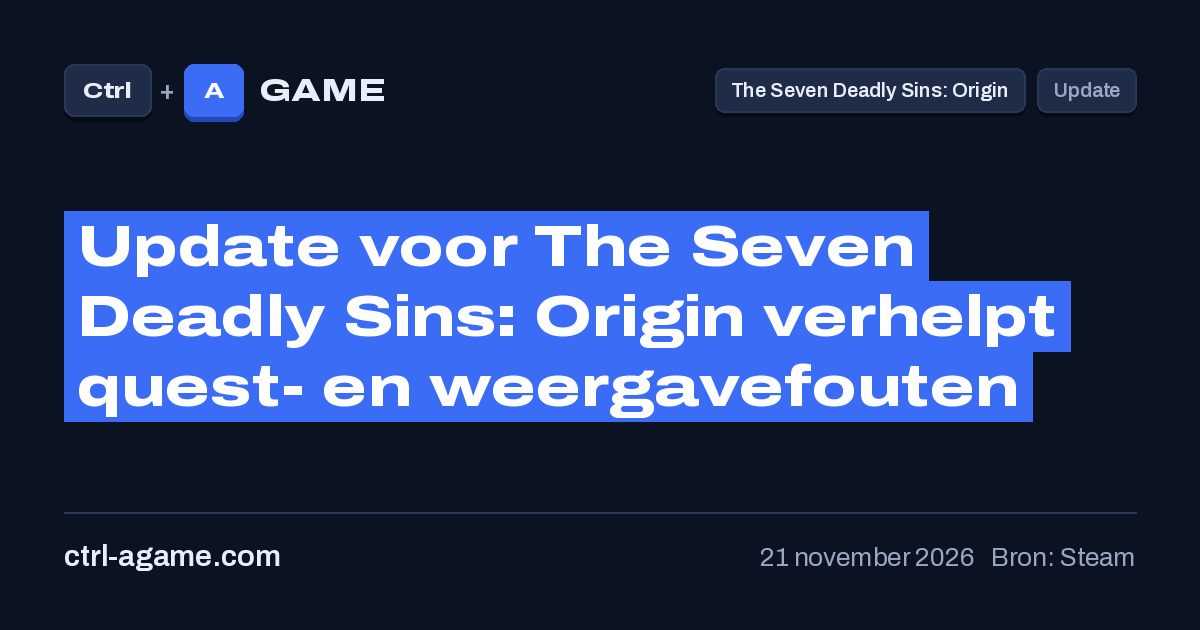 Ctrl + A GAME
The Seven Deadly Sins: Origin
Update
Update voor The Seven
Deadly Sins: Origin verhelpt
quest- en weergavefouten
ctrl-agame.com
21 november 2026 Bron: Steam